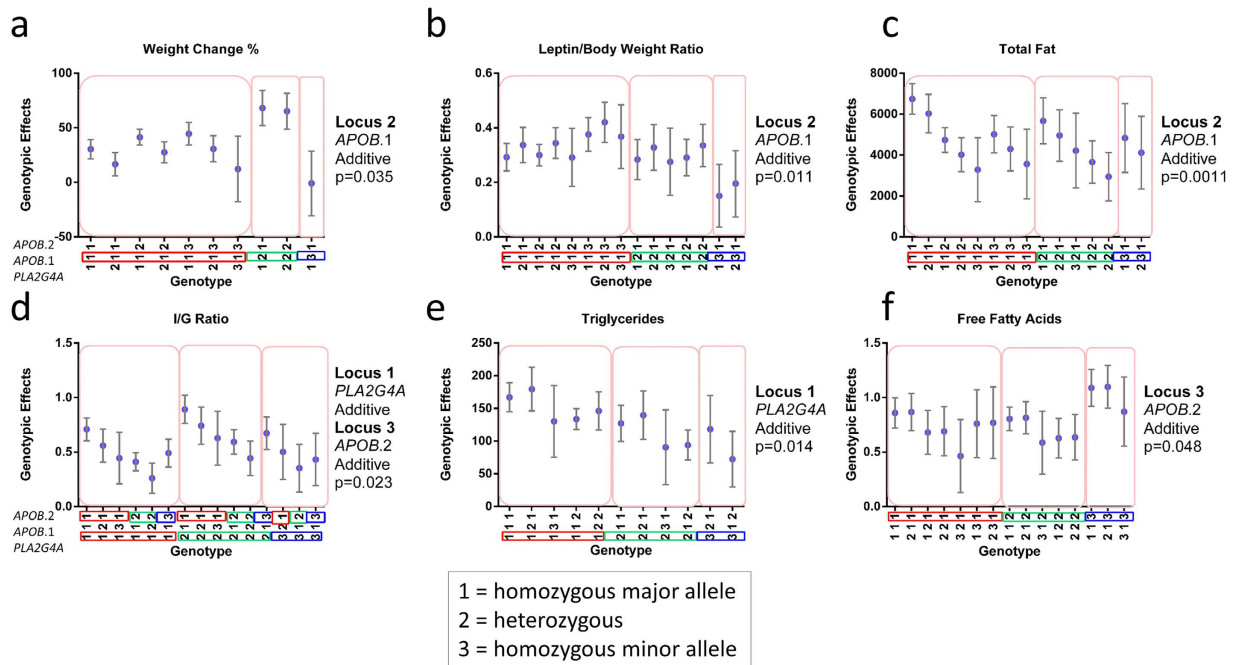 a
Weight Change %
Genotypic Effects
100
50
0
-50
APOB.2
APOB.1
PLA2G4A
Genotype
Locus 2
APOB.1
Additive
p=0.035
b
Leptin/Body Weight Ratio
Genotypic Effects
0.6
0.4
0.2
0.0
Genotype
Locus 2
APOB.1
Additive
p=0.011
c
Total Fat
Genotypic Effects
8000
6000
4000
2000
0
Genotype
Locus 2
APOB.1
Additive
p=0.0011
d
I/G Ratio
Genotypic Effects
1.5
1.0
0.5
0.0
APOB.2
APOB.1
PLA2G4A
Genotype
Locus 1
PLA2G4A
Additive
Locus 3
APOB.2
Additive
p=0.023
e
Triglycerides
Genotypic Effects
250
200
150
100
50
0
Genotype
Locus 1
PLA2G4A
Additive
p=0.014
f
Free Fatty Acids
Genotypic Effects
1.5
1.0
0.5
0.0
Genotype
Locus 3
APOB.2
Additive
p=0.048
1 = homozygous major allele
2 = heterozygous
3 = homozygous minor allele